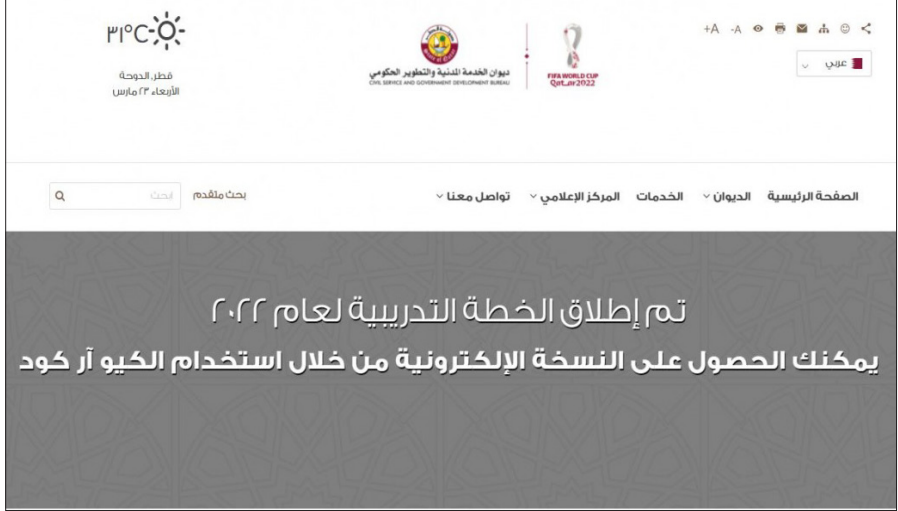 +A -A
عربي
FIFA WORLD CUP
Qatar2022
ديوان الخدمة المدنية والتطوير الحكومي
CIVIL SERVICE AND GOVERNMENT DEVELOPMENT BUREAU
٣١°C
قطر, الدوحة
الأربعاء ٢٣ مارس
الصفحة الرئيسية الديوان الخدمات المركز الإعلامي تواصل معنا
بحث متقدم
ابحث
تم إطلاق الخطة التدريبية لعام ٢٠٢٢
يمكنك الحصول على النسخة الإلكترونية من خلال استخدام الكيو آر كود